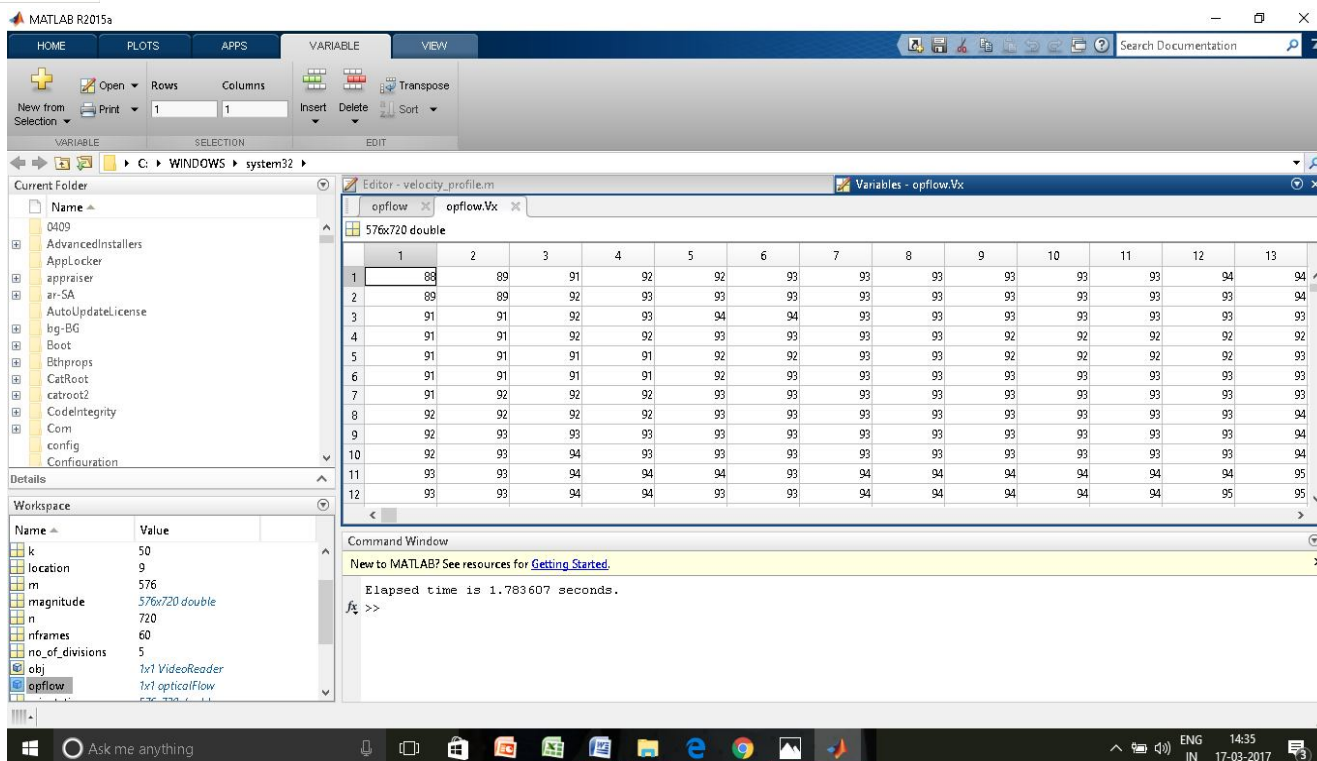 MATLAB R2015a
HOME PLOTS APPS VARIABLE VIEW Search Documentation
New from Selection Open Print Rows Columns Insert Delete Transpose Sort
1 1
VARIABLE SELECTION EDIT
C: WINDOWS system32
Current Folder
Name
0409
AdvancedInstallers
AppLocker
appraiser
ar-SA
AutoUpdateLicense
bg-BG
Boot
Bthprops
CatRoot
catroot2
CodeIntegrity
Com
config
Configuration
Details
Workspace
Name Value
k 50
location 9
m 576
magnitude 576x720 double
n 720
nframes 60
no_of_divisions 5
obj 1x1 VideoReader
opflow 1x1 opticalFlow
Editor - velocity_profile.m Variables - opflow.Vx
opflow opflow.Vx
576x720 double
1 2 3 4 5 6 7 8 9 10 11 12 13
1 88 89 91 92 92 93 93 93 93 93 93 94 94
2 89 89 92 93 93 93 93 93 93 93 93 93 94
3 91 91 92 93 94 94 93 93 93 93 93 93 93
4 91 91 92 92 93 93 93 93 92 92 92 92 92
5 91 91 91 91 92 92 93 93 92 92 92 92 93
6 91 91 91 91 92 93 93 93 93 93 93 93 93
7 91 92 92 92 93 93 93 93 93 93 93 93 93
8 92 92 92 92 93 93 93 93 93 93 93 93 94
9 92 93 93 93 93 93 93 93 93 93 93 93 94
10 92 93 94 93 93 93 93 93 93 93 93 93 94
11 93 93 94 94 94 93 94 94 94 94 94 94 95
12 93 93 94 94 93 93 94 94 94 94 94 95 95
Command Window
New to MATLAB? See resources for Getting Started.
Elapsed time is 1.783607 seconds.
fx >>
Ask me anything
ENG 14:35
IN 17-03-2017
3